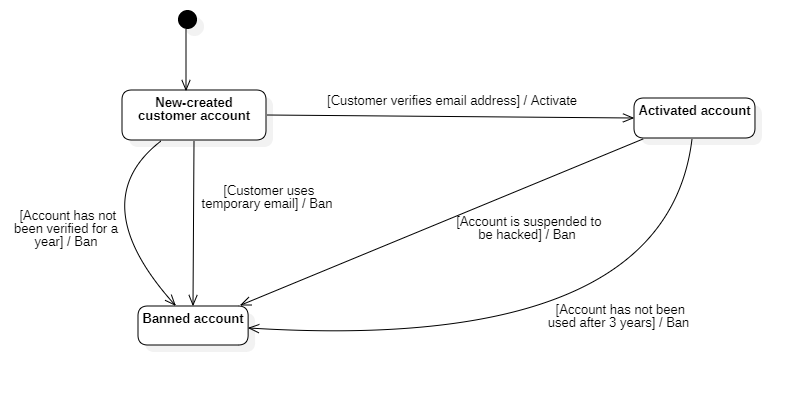 New-created
customer account
[Customer verifies email address] / Activate
Activated account
[Customer uses
temporary email] / Ban
[Account has not
been verified for a
year] / Ban
[Account is suspended to
be hacked] / Ban
Banned account
[Account has not been
used after 3 years] / Ban